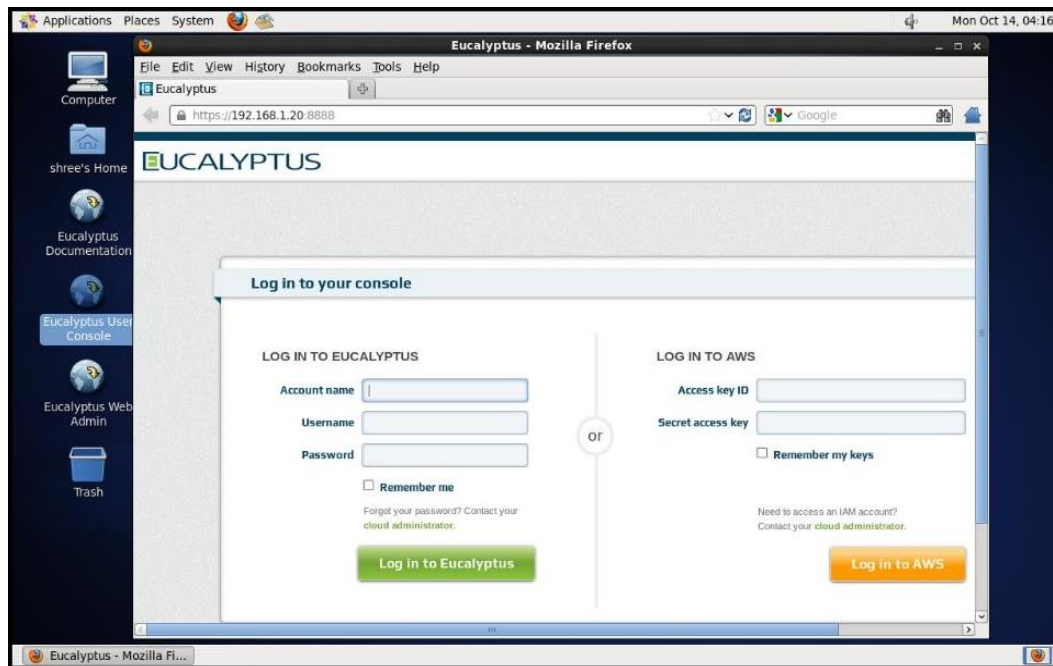 Applications Places System
Mon Oct 14, 04:16
Eucalyptus - Mozilla Firefox
File Edit View History Bookmarks Tools Help
Eucalyptus
https://192.168.1.20:8888
Google
Computer
shree's Home
Eucalyptus
Documentation
Eucalyptus User
Console
Eucalyptus Web
Admin
Trash
EUCALYPTUS
Log in to your console
LOG IN TO EUCALYPTUS
Account name
Username
Password
Remember me
Forgot your password? Contact your
cloud administrator.
Log in to Eucalyptus
or
LOG IN TO AWS
Access key ID
Secret access key
Remember my keys
Need to access an IAM account?
Contact your cloud administrator.
Log in to AWS
Eucalyptus - Mozilla Fi...